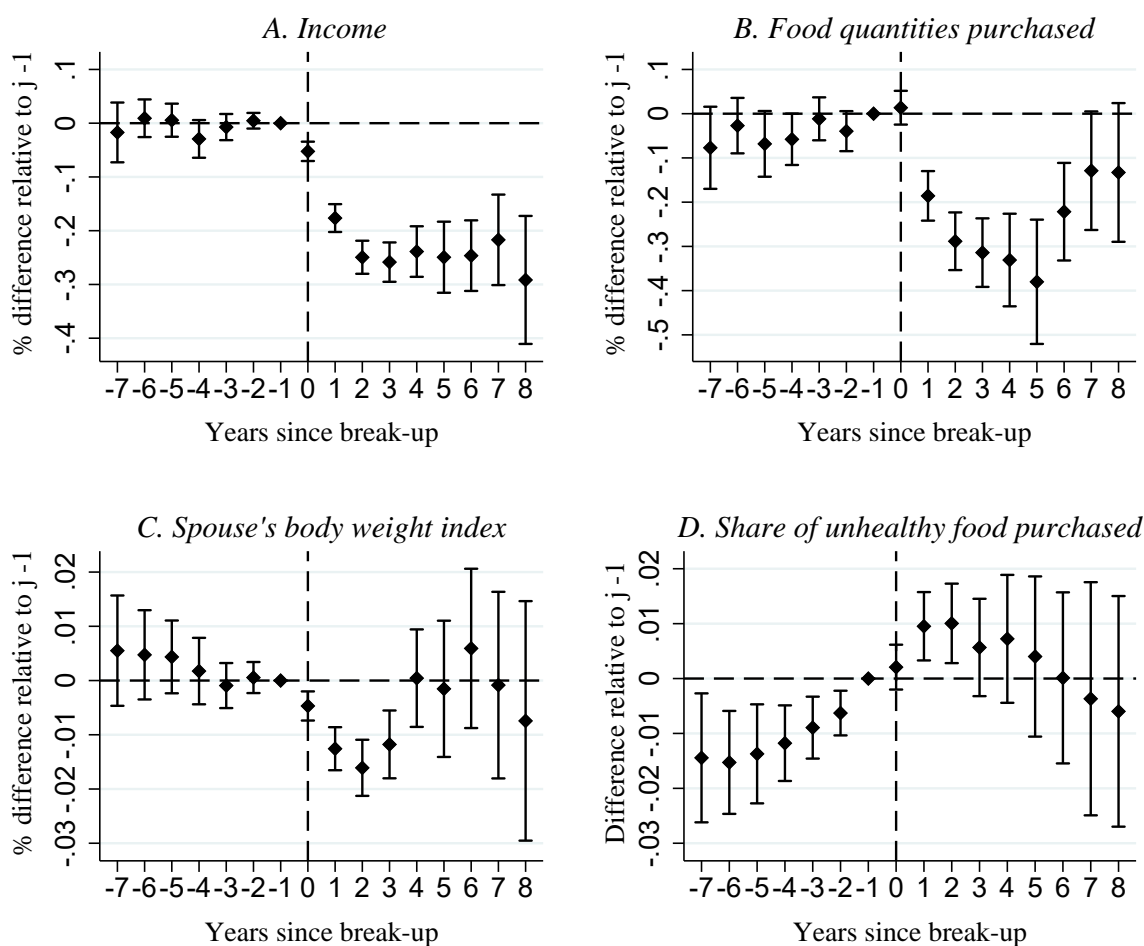 A. Income
% difference relative to j -1
.1
0
-.1
-.2
-.3
-.4
-7 -6 -5 -4 -3 -2 -1 0 1 2 3 4 5 6 7 8
Years since break-up
B. Food quantities purchased
% difference relative to j -1
.1
0
-.1
-.2
-.3
-.4
-.5
-7 -6 -5 -4 -3 -2 -1 0 1 2 3 4 5 6 7 8
Years since break-up
C. Spouse's body weight index
% difference relative to j -1
.02
.01
0
-.01
-.02
-.03
-7 -6 -5 -4 -3 -2 -1 0 1 2 3 4 5 6 7 8
Years since break-up
D. Share of unhealthy food purchased
Difference relative to j -1
.02
.01
0
-.01
-.02
-.03
-7 -6 -5 -4 -3 -2 -1 0 1 2 3 4 5 6 7 8
Years since break-up